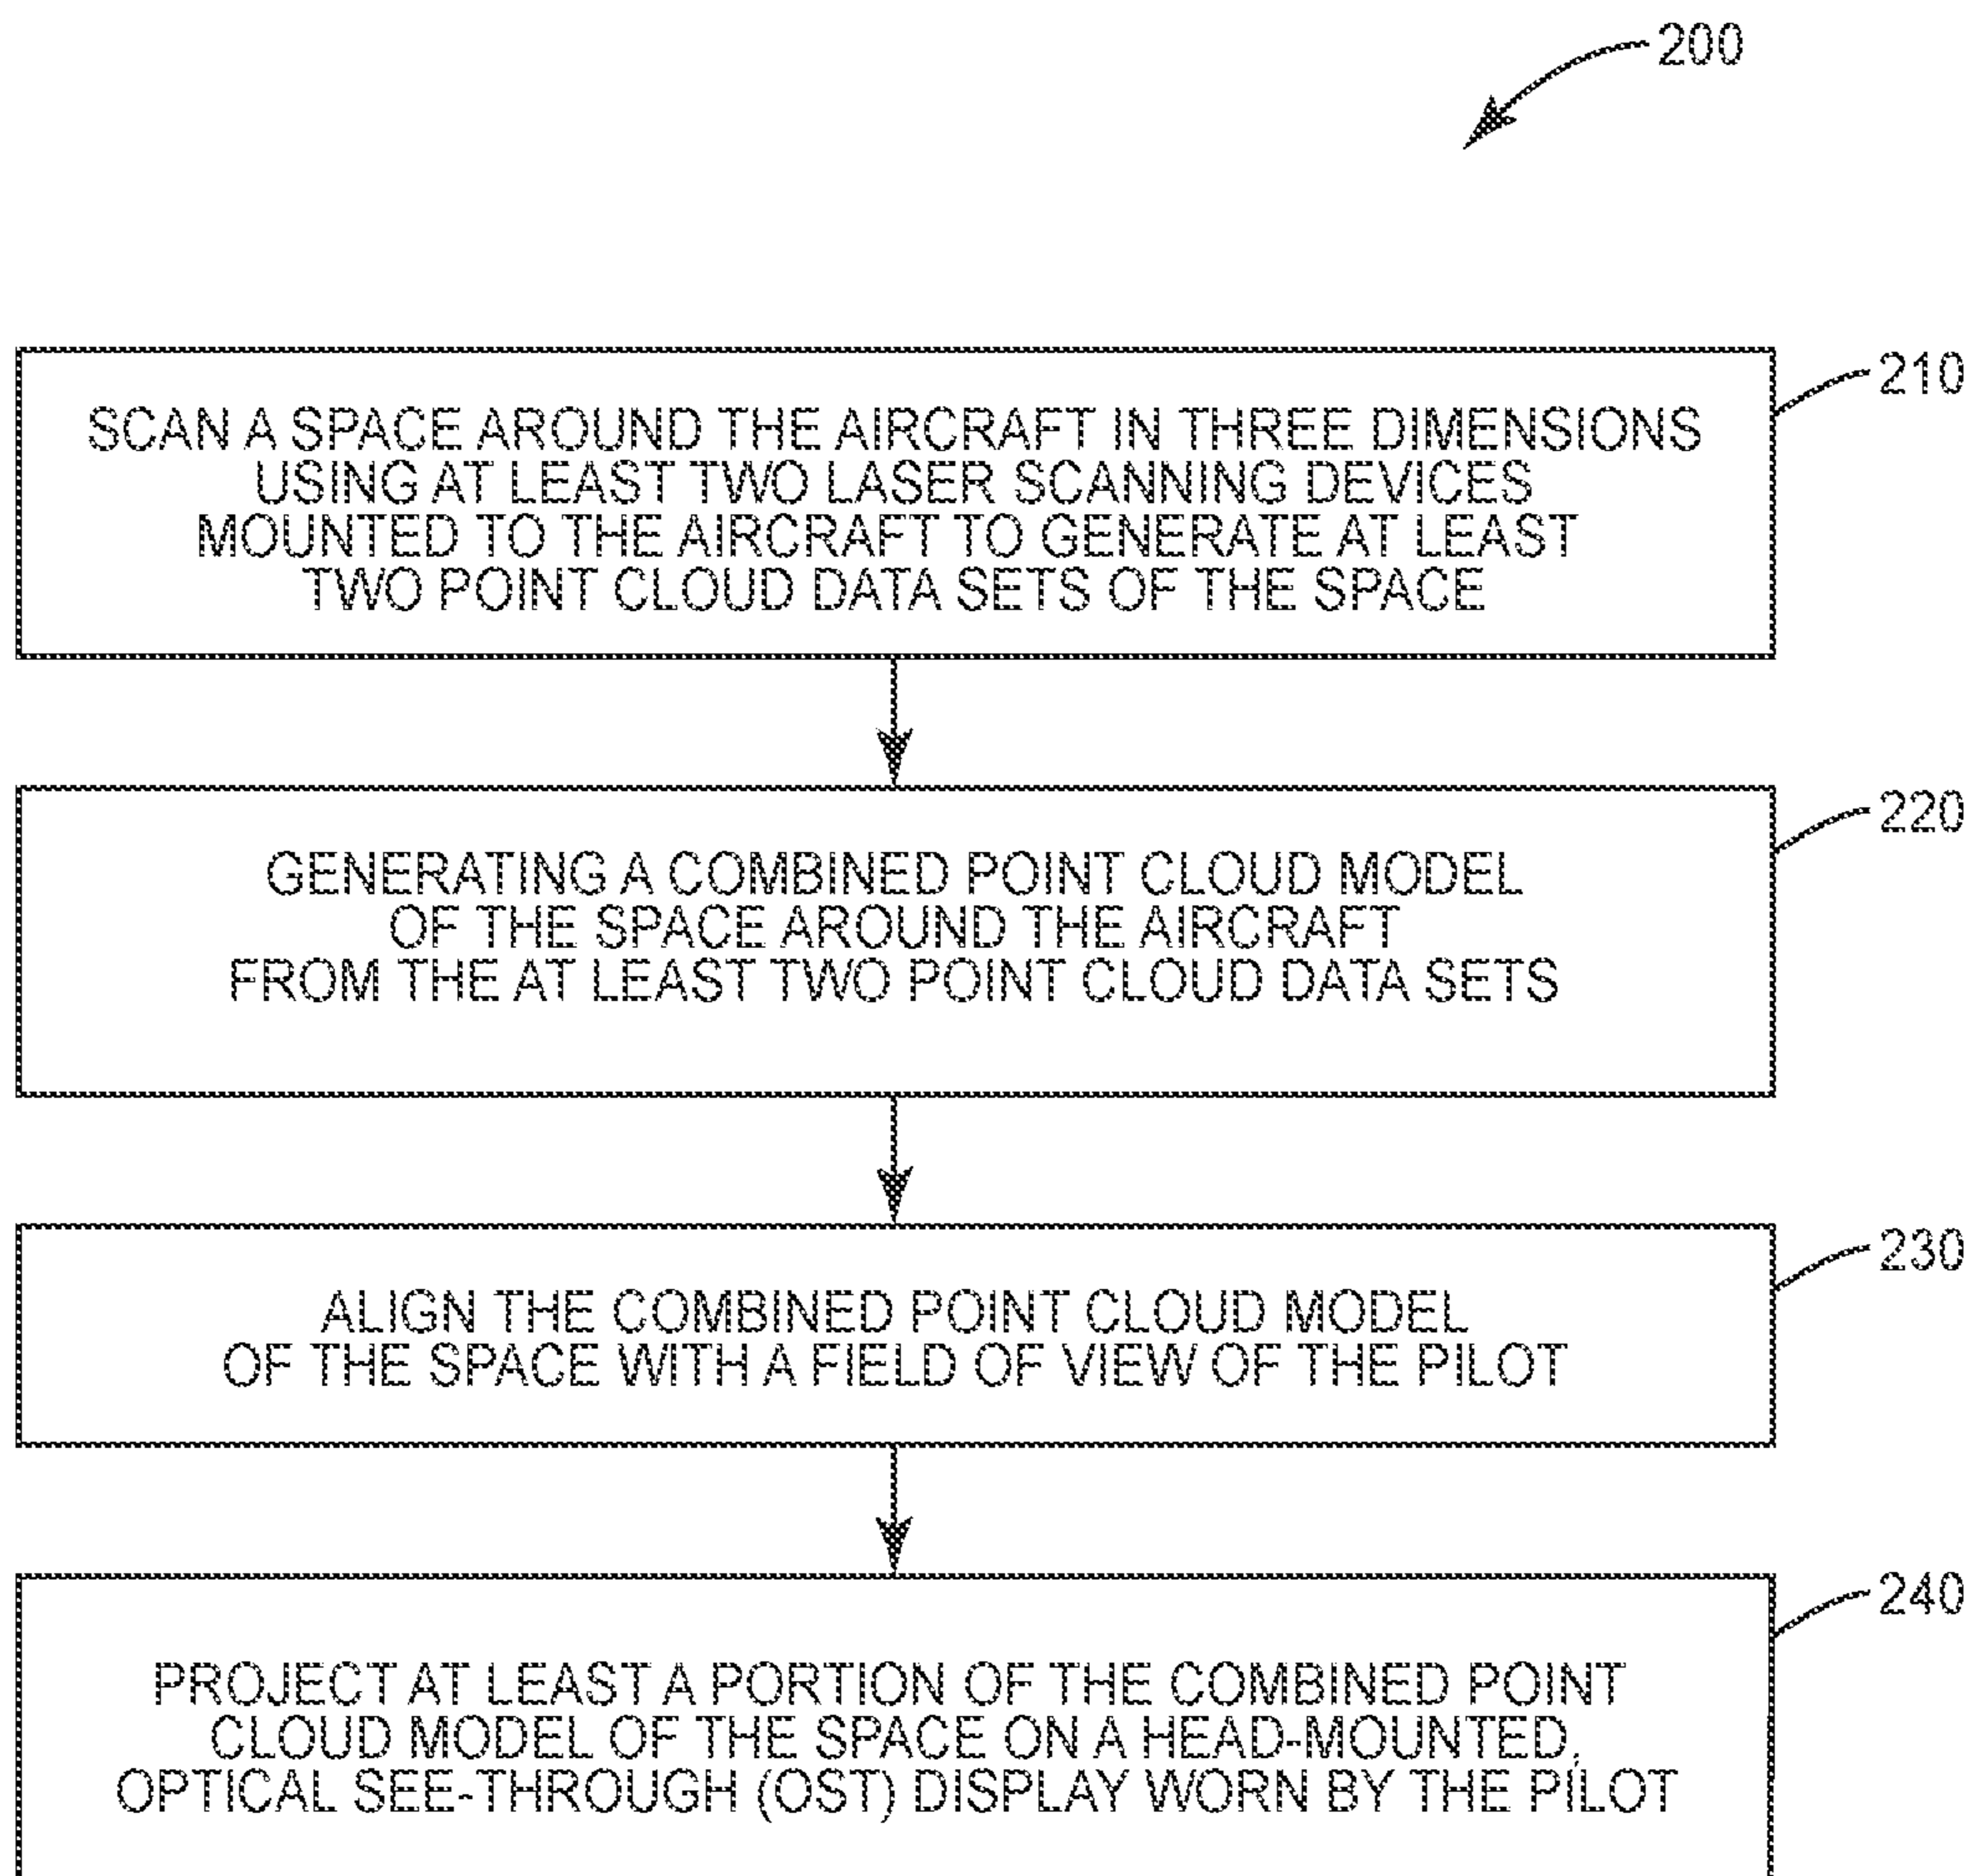 200
210
SCAN A SPACE AROUND THE AIRCRAFT IN THREE DIMENSIONS
USING AT LEAST TWO LASER SCANNING DEVICES
MOUNTED TO THE AIRCRAFT TO GENERATE AT LEAST
TWO POINT CLOUD DATA SETS OF THE SPACE
220
GENERATING A COMBINED POINT CLOUD MODEL
OF THE SPACE AROUND THE AIRCRAFT
FROM THE AT LEAST TWO POINT CLOUD DATA SETS
230
ALIGN THE COMBINED POINT CLOUD MODEL
OF THE SPACE WITH A FIELD OF VIEW OF THE PILOT
240
PROJECT AT LEAST A PORTION OF THE COMBINED POINT
CLOUD MODEL OF THE SPACE ON A HEAD-MOUNTED,
OPTICAL SEE-THROUGH (OST) DISPLAY WORN BY THE PILOT